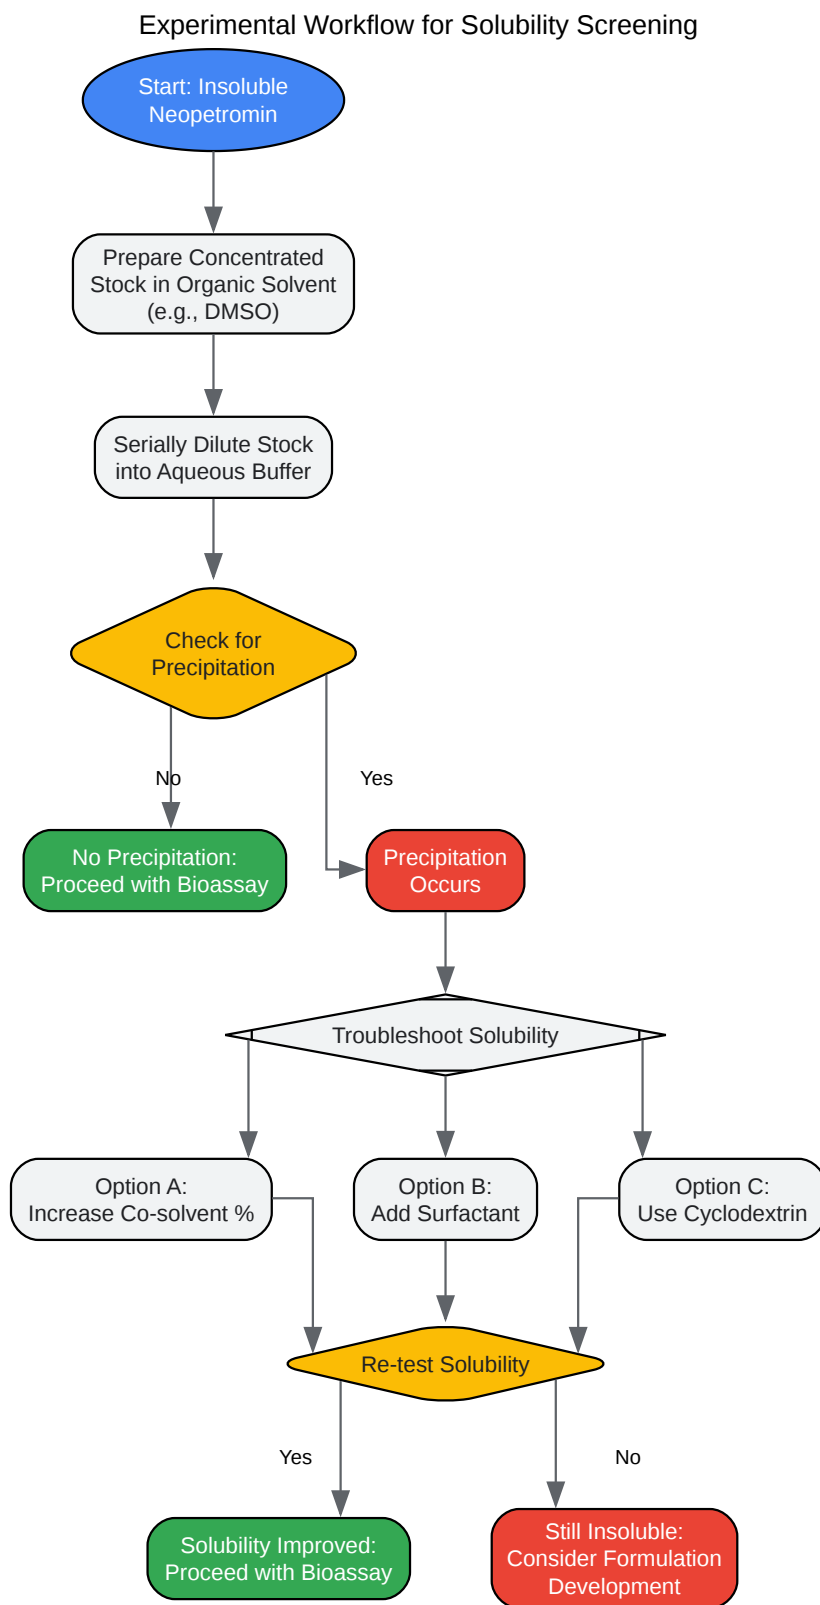 Experimental Workflow for Solubility Screening
Start: Insoluble
Neopetromin
Prepare Concentrated
Stock in Organic Solvent
(e.g., DMSO)
Serially Dilute Stock
into Aqueous Buffer
Check for
Precipitation
No
Yes
No Precipitation:
Proceed with Bioassay
Precipitation
Occurs
Troubleshoot Solubility
Option A:
Increase Co-solvent %
Option B:
Add Surfactant
Option C:
Use Cyclodextrin
Re-test Solubility
Yes
No
Solubility Improved:
Proceed with Bioassay
Still Insoluble:
Consider Formulation
Development